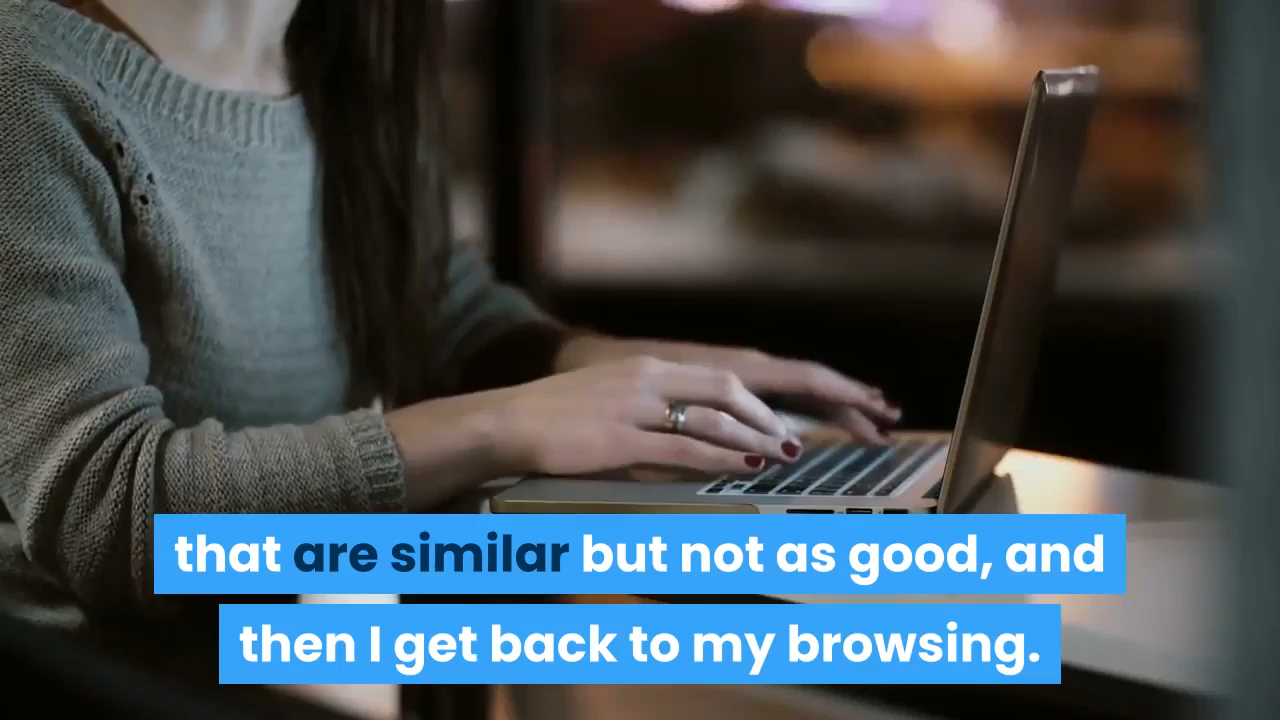 that are similar but not as good, and
then I get back to my browsing.